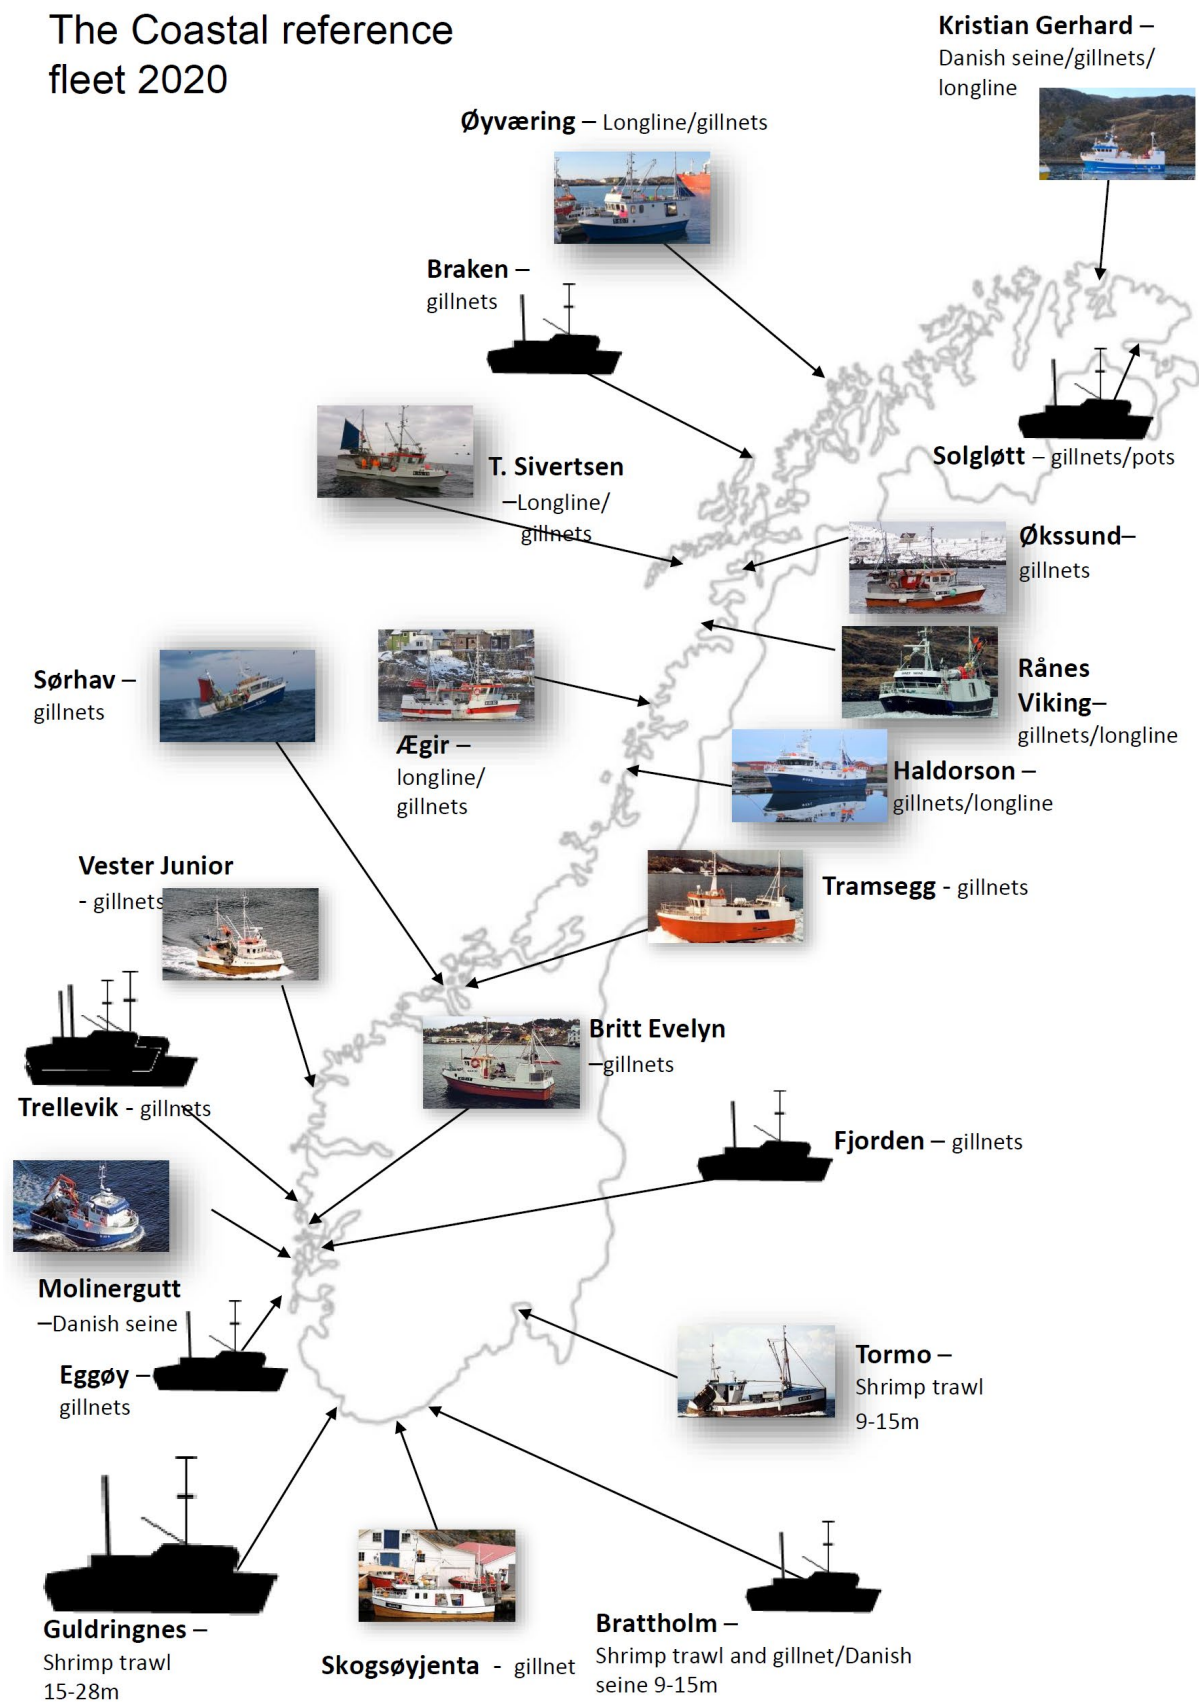 The Coastal reference
fleet 2020
Kristian Gerhard –
Danish seine/gillnets/
longline
Øyværing – Longline/gillnets
Braken –
gillnets
T. Sivertsen
–Longline/
gillnets
Solgløtt – gillnets/pots
Økssund–
gillnets
Sørhav –
gillnets
Rånes
Viking–
gillnets/longline
Ægir –
longline/
gillnets
Haldorson –
gillnets/longline
Vester Junior
- gillnets
Tramsegg - gillnets
Britt Evelyn
–gillnets
Trellevik - gillnets
Fjorden – gillnets
Molinergutt
–Danish seine
Eggøy –
gillnets
Tormo –
Shrimp trawl
9-15m
Guldringnes –
Shrimp trawl
15-28m
Skogsøyjenta - gillnet
Brattholm –
Shrimp trawl and gillnet/Danish
seine 9-15m